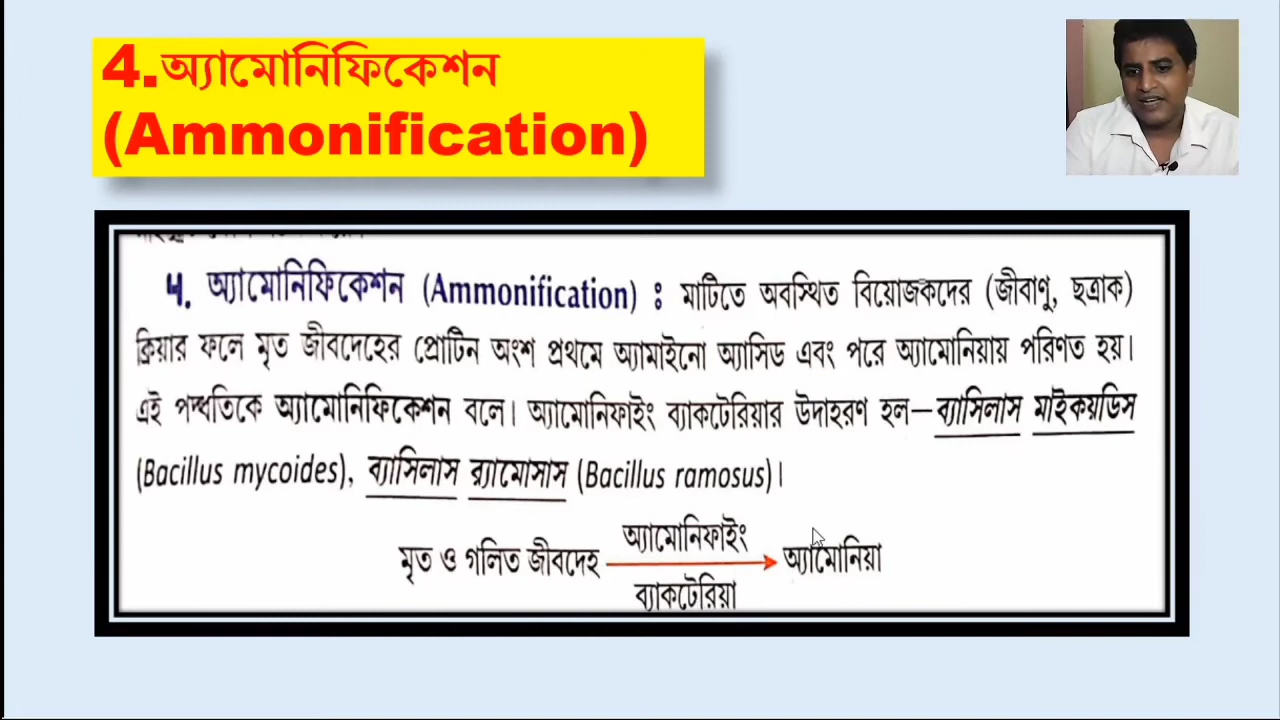 4.অ্যামোনিফিকেশন
(Ammonification)
4. অ্যামোনিফিকেশন (Ammonification) : মাটিতে অবস্থিত বিয়োজকদের (জীবাণু, ছত্রাক)
ক্রিয়ার ফলে মৃত জীবদেহের প্রোটিন অংশ প্রথমে অ্যামাইনো অ্যাসিড এবং পরে অ্যামোনিয়ায় পরিণত হয়।
এই পদ্ধতিকে অ্যামোনিফিকেশন বলে। অ্যামোনিফাইং ব্যাকটেরিয়ার উদাহরণ হল—ব্যাসিলাস মাইকয়ডিস
(Bacillus mycoides), ব্যাসিলাস র‍্যামোসাস (Bacillus ramosus)।
অ্যামোনিফাইং
মৃত ও গলিত জীবদেহ → অ্যামোনিয়া
ব্যাকটেরিয়া